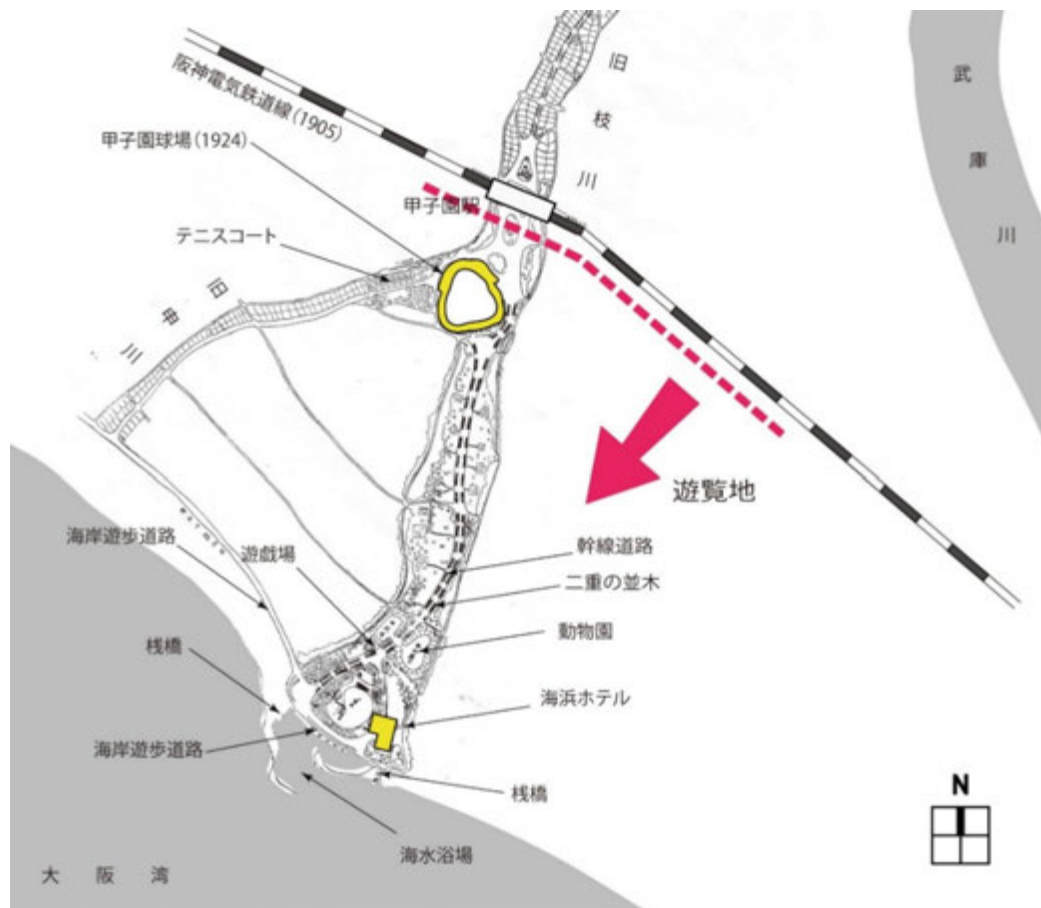 旧枝川
武庫川
阪神電気鉄道線(1905)
甲子園球場(1924)
甲子園駅
テニスコート
旧申川
遊覧地
海岸遊歩道路
遊戯場
幹線道路
二重の並木
動物園
桟橋
海浜ホテル
海岸遊歩道路
桟橋
海水浴場
大阪湾
N